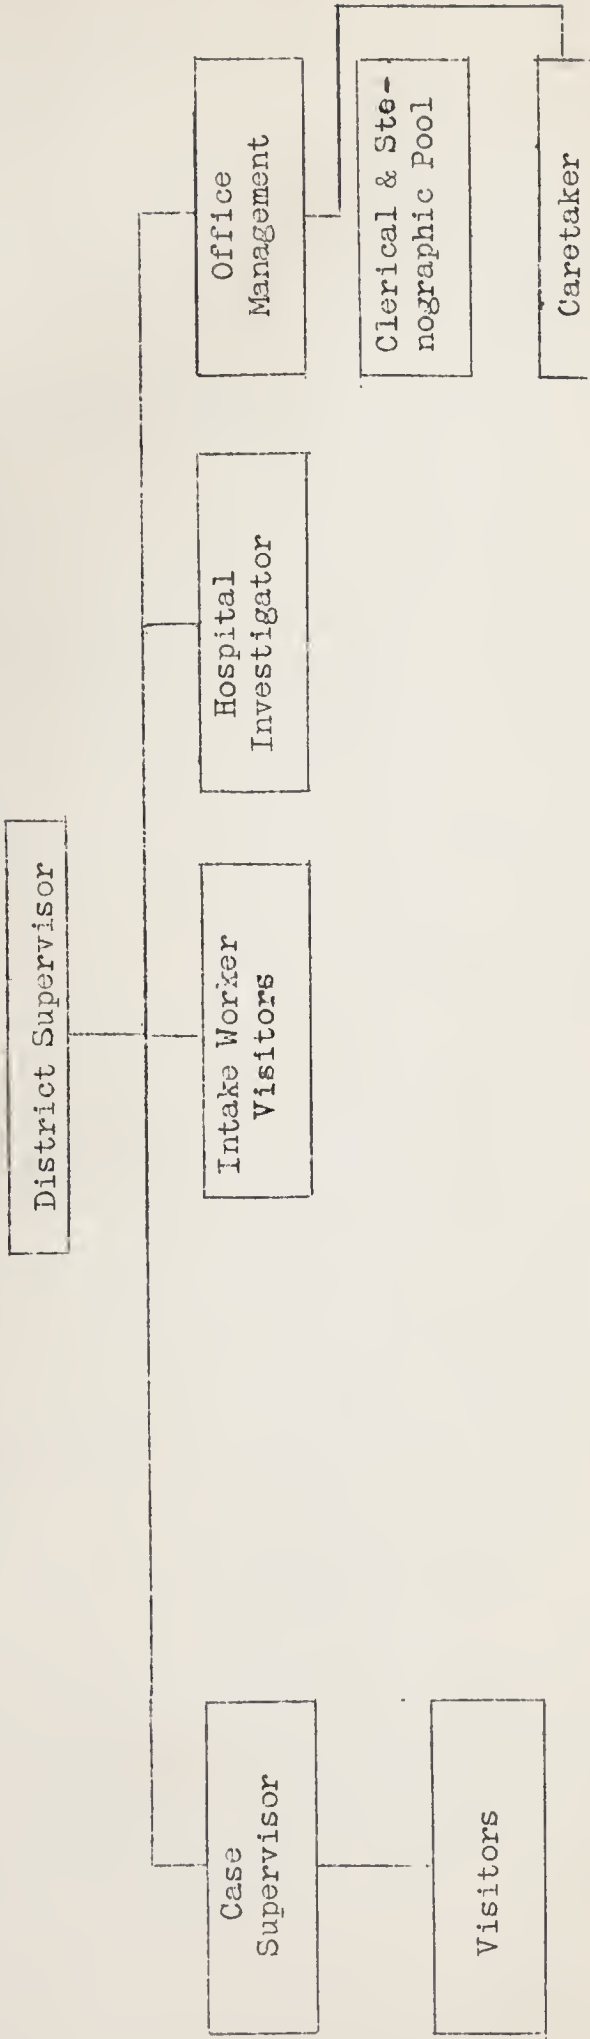 District Supervisor
Case
Supervisor
Intake Worker
Visitors
Hospital
Investigator
Office
Management
Visitors
Clerical & Ste-
nographic Pool
Caretaker